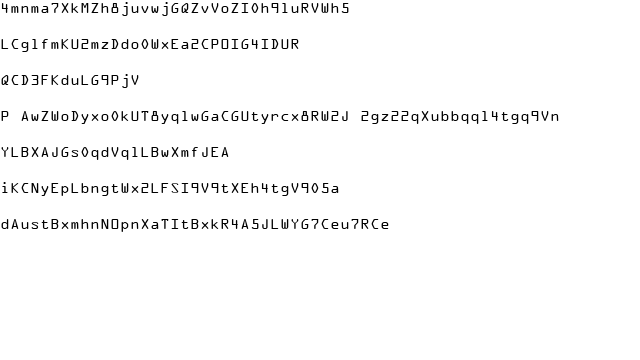 4mnma7XkMZh8juvwjGQZvVoZI0h9luRVWh5
LCglfmKU2mzDdo0WxEa2CPOIG4IDUR
QCD3FKduLG9PjV
P AwZWoDyxo0kUT8yqlwGaCGUtyrcx8RW2J 2gz22qXubbqql4tgq9Vn
YLBXAJGs0qdVqlLBwXmfJEA
iKCNyEpLbngtWx2LFSI9V9tXEh4tgV905a
dAustBxmhnNOpnXaTItBxkR4A5JLWYG7Ceu7RCe